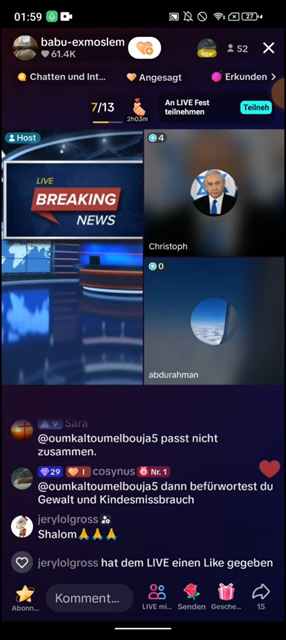 01:59
27
babu-exmoslem
61.4K
52
Chatten und Int...
Angesagt
Erkunden
7/13
2h03m
An LIVE Fest
teilnehmen
Teilneh
Host
4
LIVE
BREAKING
NEWS
Christoph
0
abdurahman
9 Sara
@oumkaltoumelbouja5 passt nicht
zusammen.
29 I cosynus Nr. 1
@oumkaltoumelbouja5 dann befürwortest du
Gewalt und Kindesmissbrauch
jerylolgross
Shalom🙏🙏🙏
jerylolgross hat dem LIVE einen Like gegeben
Abonn...
Komment...
LIVE mi...
Senden
Gesche...
15